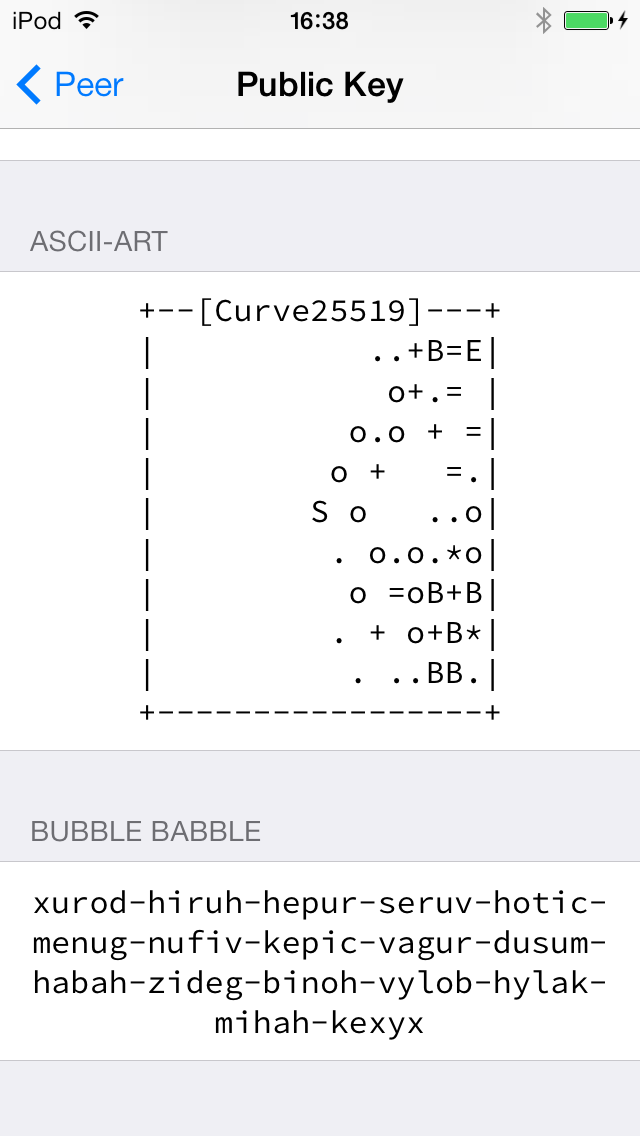 iPod 16:38
Peer Public Key
ASCII-ART
+--[Curve25519]---+
|           ..+B=E|
|            o+.= |
|          o.o + =|
|         o +   =.|
|        S o   ..o|
|         . o.o.*o|
|          o =oB+B|
|         . + o+B*|
|          . ..BB.|
+-----------------+
BUBBLE BABBLE
xurod-hiruh-hepur-seruv-hotic-
menug-nufiv-kepic-vagur-dusum-
habah-zideg-binoh-vylob-hylak-
mihah-kexyx